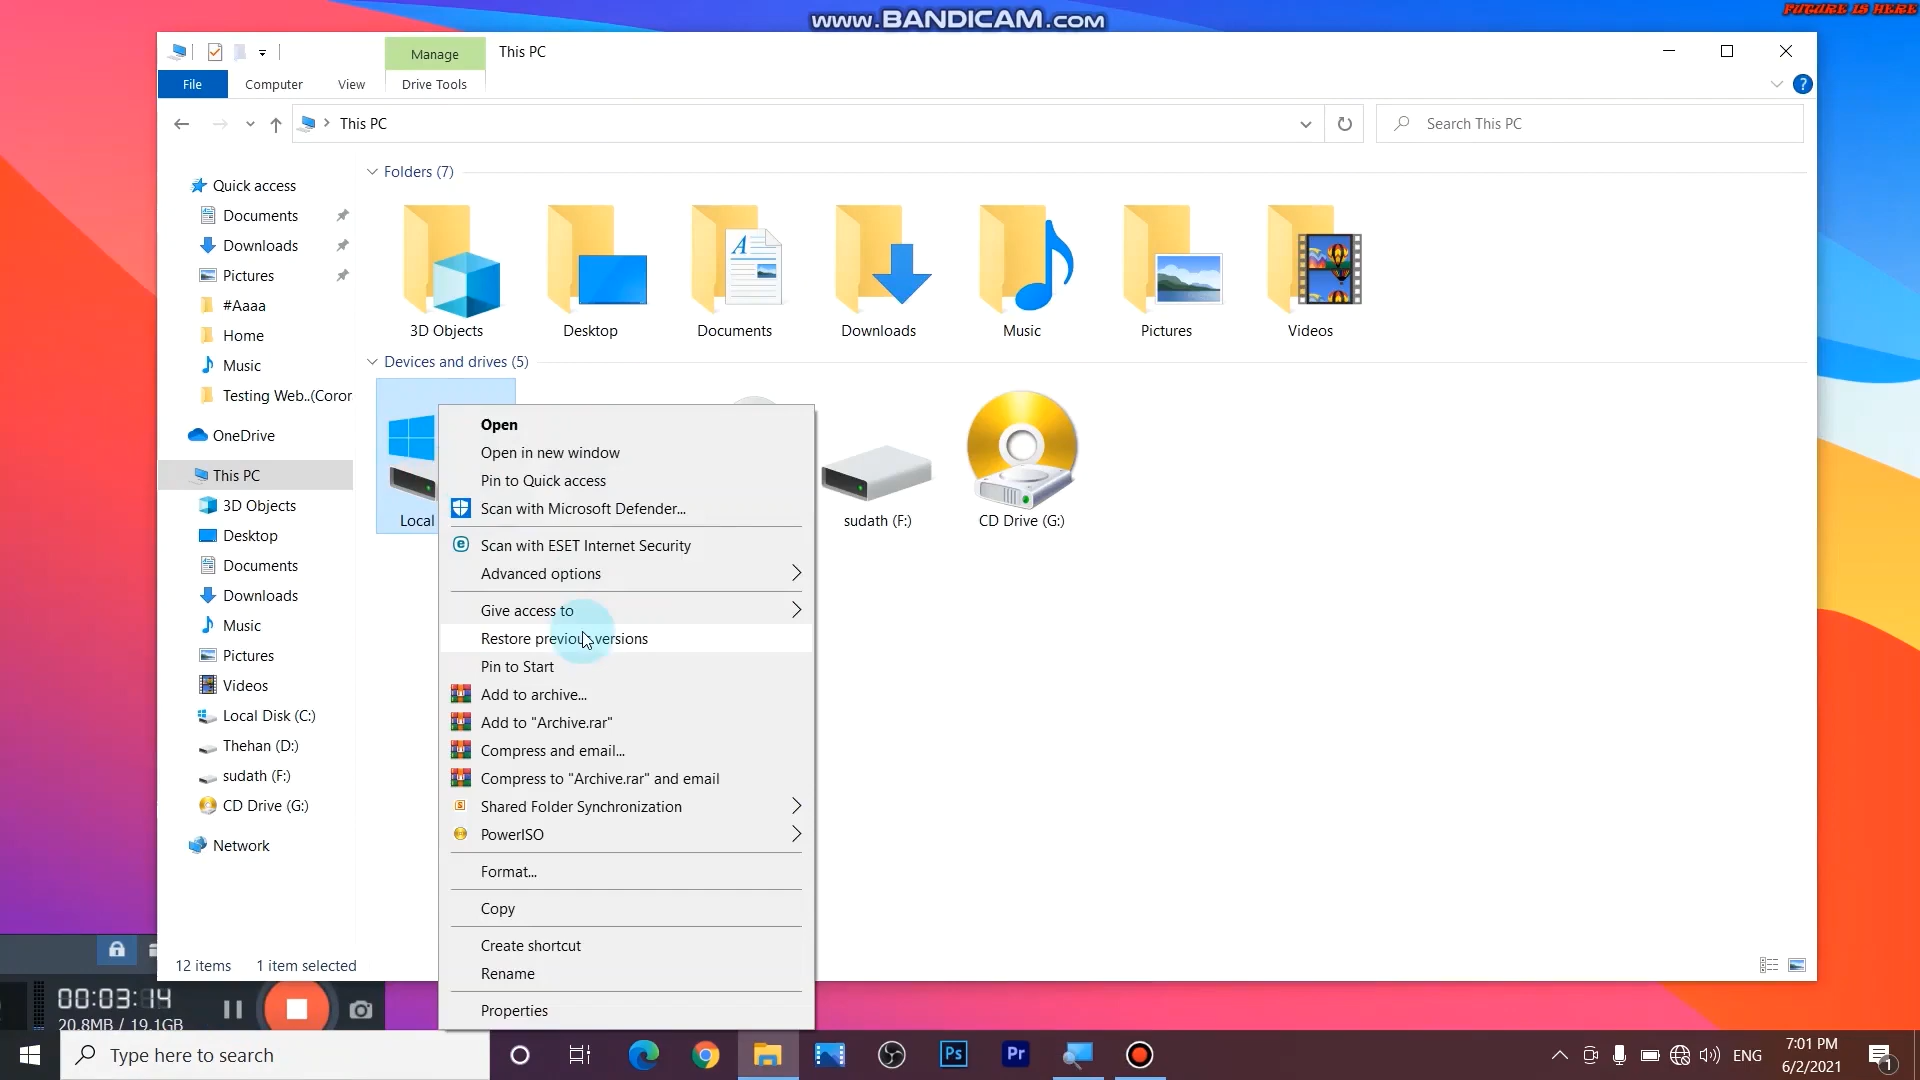 www.BANDICAM.com
FUTURE IS HERE
Manage
This PC
File
Computer
View
Drive Tools
This PC
Search This PC
Quick access
Documents
Downloads
Pictures
#Aaaa
Home
Music
Testing Web..(Coror
OneDrive
This PC
3D Objects
Desktop
Documents
Downloads
Music
Pictures
Videos
Local Disk (C:)
Thehan (D:)
sudath (F:)
CD Drive (G:)
Network
Folders (7)
3D Objects
Desktop
Documents
Downloads
Music
Pictures
Videos
Devices and drives (5)
Local
sudath (F:)
CD Drive (G:)
Open
Open in new window
Pin to Quick access
Scan with Microsoft Defender...
Scan with ESET Internet Security
Advanced options
Give access to
Restore previous versions
Pin to Start
Add to archive...
Add to "Archive.rar"
Compress and email...
Compress to "Archive.rar" and email
Shared Folder Synchronization
PowerISO
Format...
Copy
Create shortcut
Rename
Properties
12 items
1 item selected
00:03:14
20.8MB / 19.1GB
Type here to search
Ps
Pr
ENG
7:01 PM
6/2/2021
1